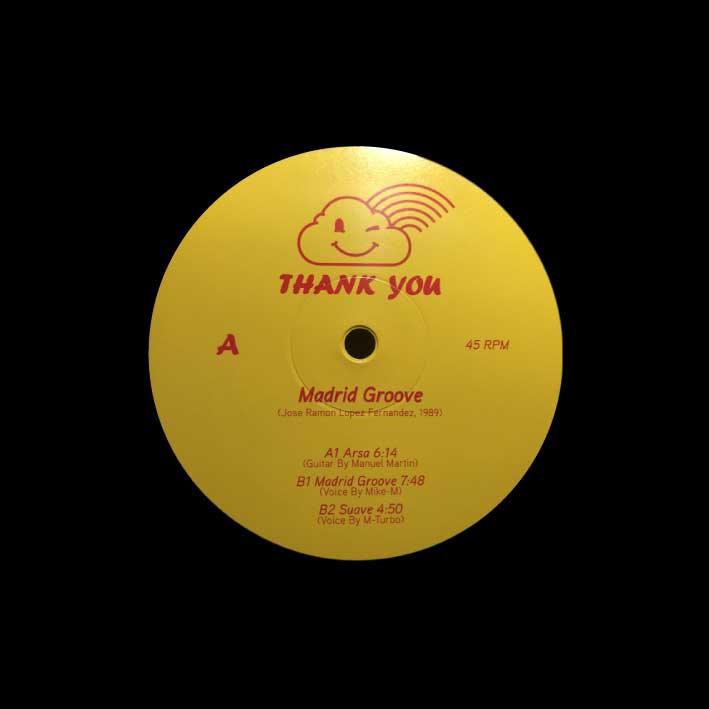 THANK YOU
A
45 RPM
Madrid Groove
(Jose Ramon Lopez Fernandez, 1989)
A1 Arsa 6:14
(Guitar By Manuel Martin)
B1 Madrid Groove 7:48
(Voice By Mike-M)
B2 Suave 4:50
(Voice By M-Turbo)